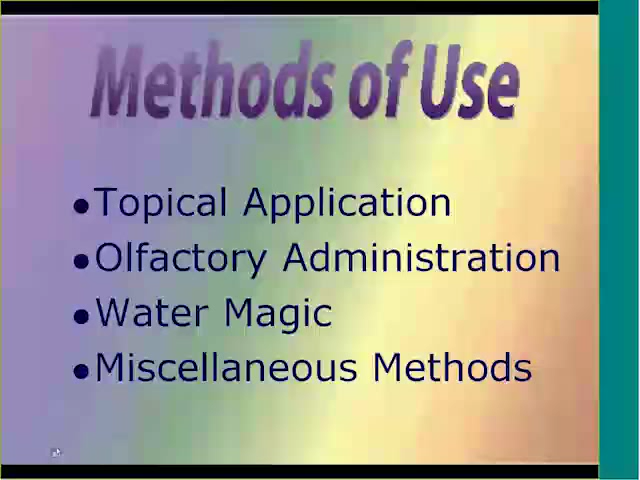 Methods of Use
•Topical Application
•Olfactory Administration
•Water Magic
•Miscellaneous Methods